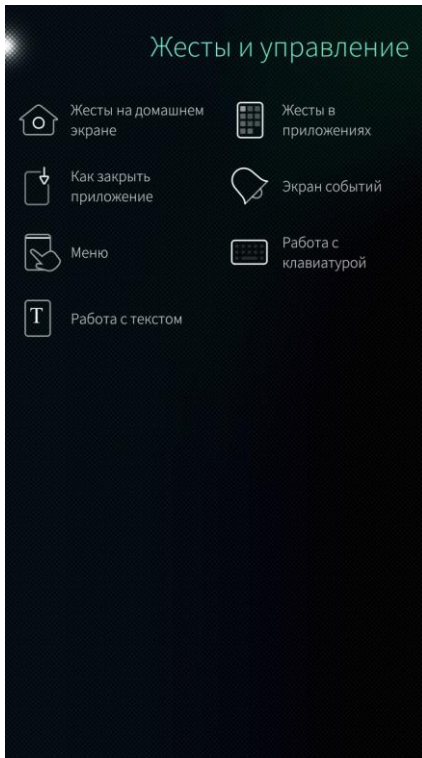 Жесты и управление
Жесты на домашнем
экране
Жесты в
приложениях
Как закрыть
приложение
Экран событий
Меню
Работа с
клавиатурой
T
Работа с текстом